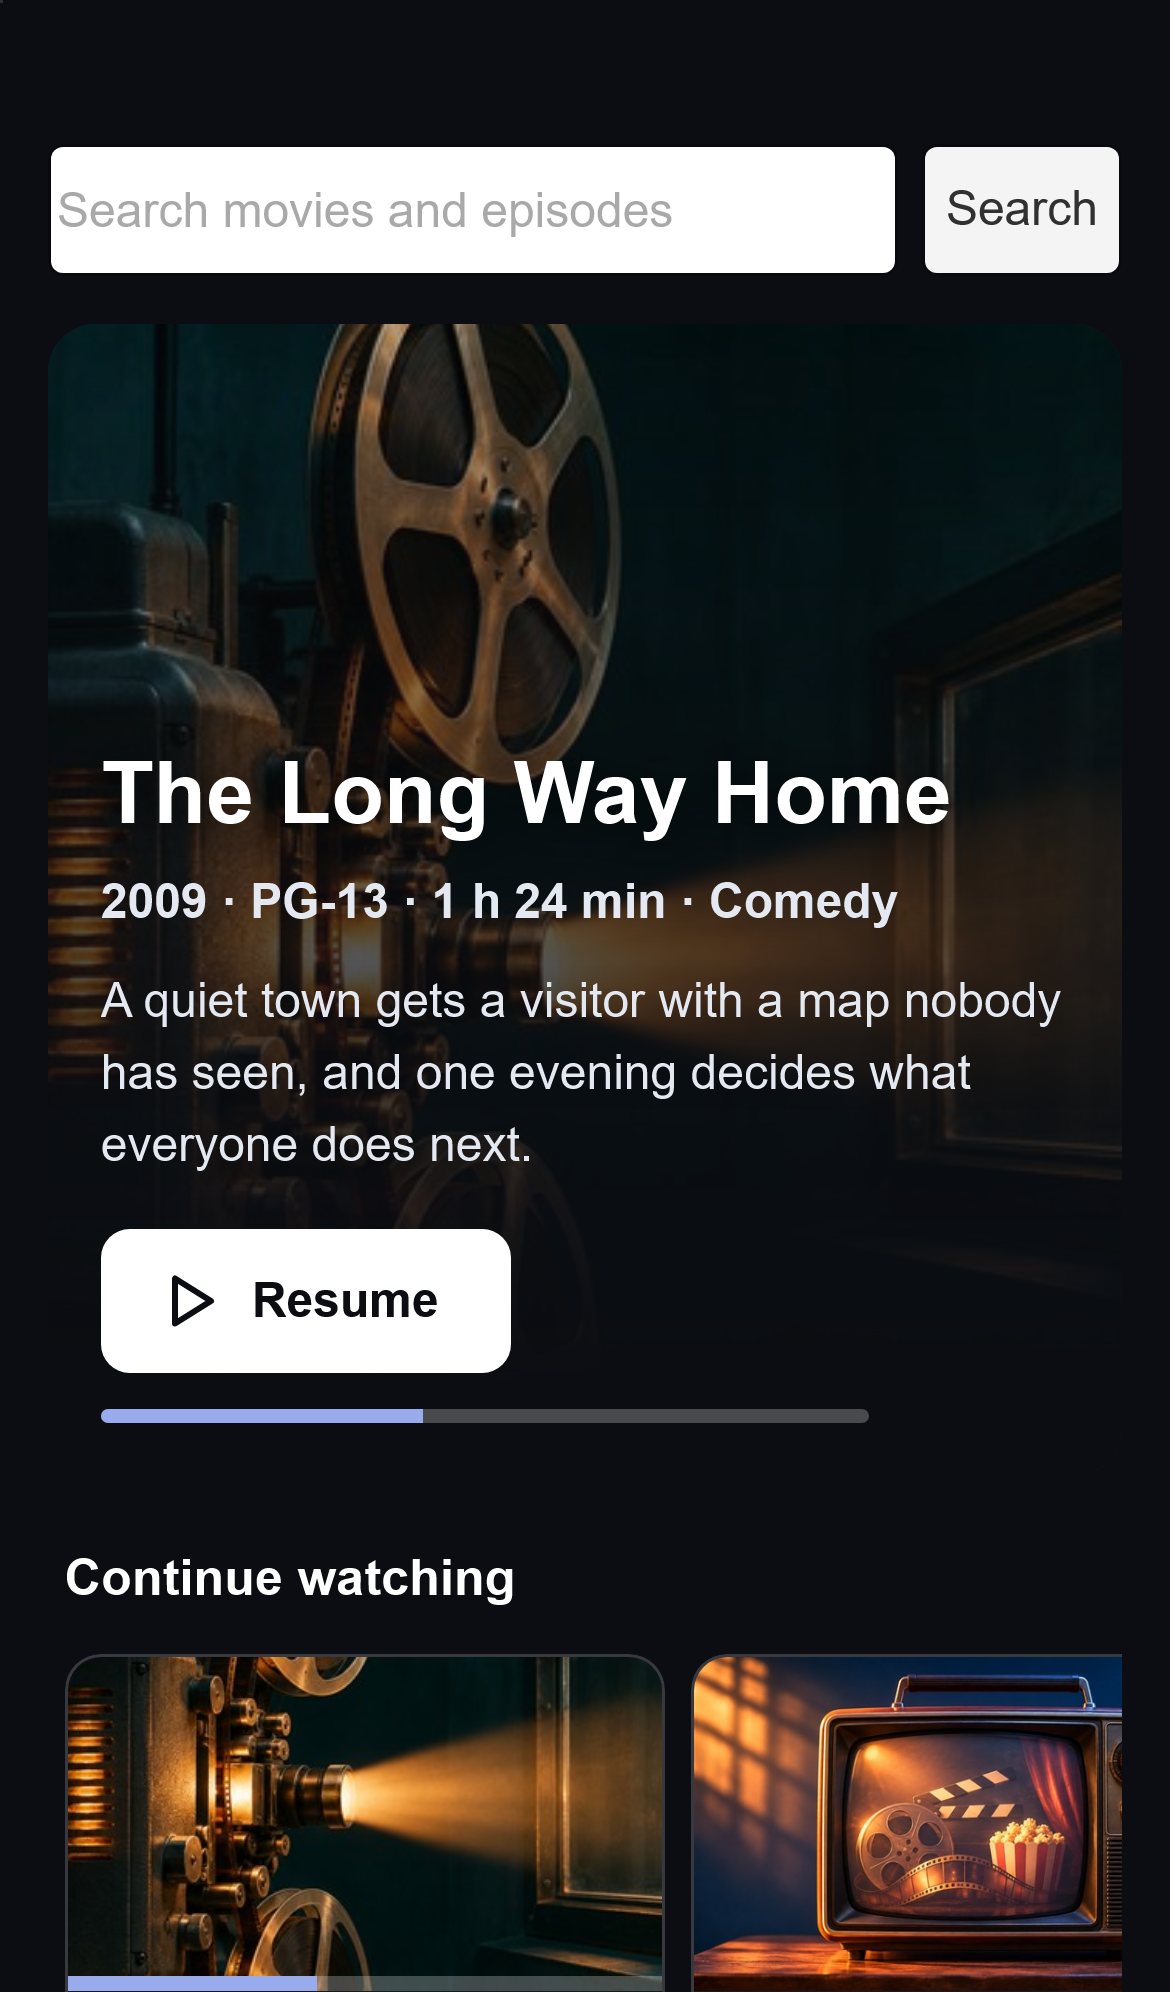 Search movies and episodes
Search
The Long Way Home
2009 · PG-13 · 1 h 24 min · Comedy
A quiet town gets a visitor with a map nobody
has seen, and one evening decides what
everyone does next.
Resume
Continue watching